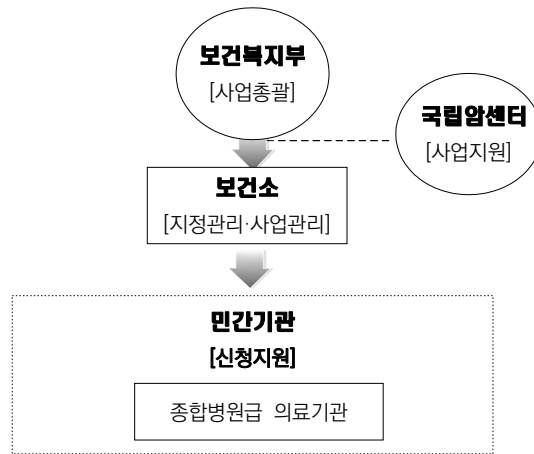 보건복지부
[사업총괄]
국립암센터
[사업지원]
보건소
[지정관리·사업관리]
민간기관
[신청지원]
종합병원급 의료기관